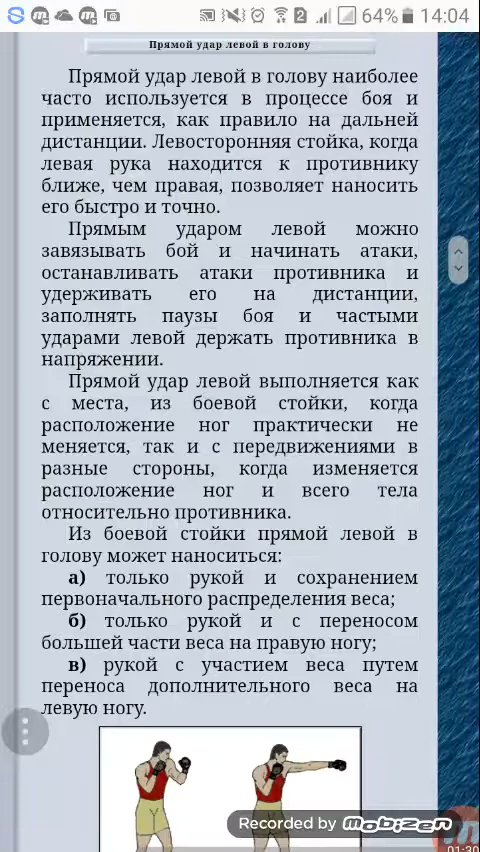 64% 14:04
Прямой удар левой в голову
Прямой удар левой в голову наиболее
часто используется в процессе боя и
применяется, как правило на дальней
дистанции. Левосторонняя стойка, когда
левая рука находится к противнику
ближе, чем правая, позволяет наносить
его быстро и точно.
Прямым ударом левой можно
завязывать бой и начинать атаки,
останавливать атаки противника и
удерживать его на дистанции,
заполнять паузы боя и частыми
ударами левой держать противника в
напряжении.
Прямой удар левой выполняется как
с места, из боевой стойки, когда
расположение ног практически не
меняется, так и с передвижениями в
разные стороны, когда изменяется
расположение ног и всего тела
относительно противника.
Из боевой стойки прямой левой в
голову может наноситься:
а) только рукой и сохранением
первоначального распределения веса;
б) только рукой и с переносом
большей части веса на правую ногу;
в) рукой с участием веса путем
переноса дополнительного веса на
левую ногу.
Recorded by Mobizen
01:30